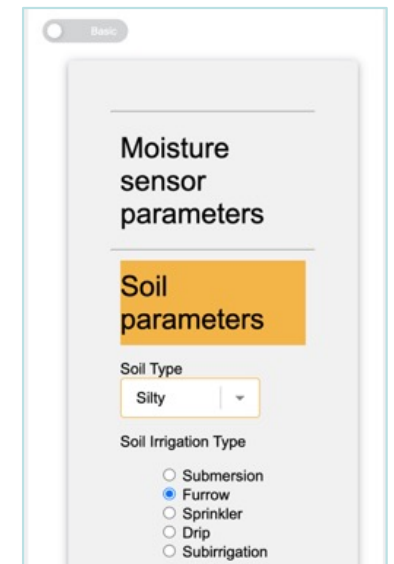 Basic
Moisture
sensor
parameters
Soil
parameters
Soil Type
Silty
Soil Irrigation Type
Submersion
Furrow
Sprinkler
Drip
Subirrigation